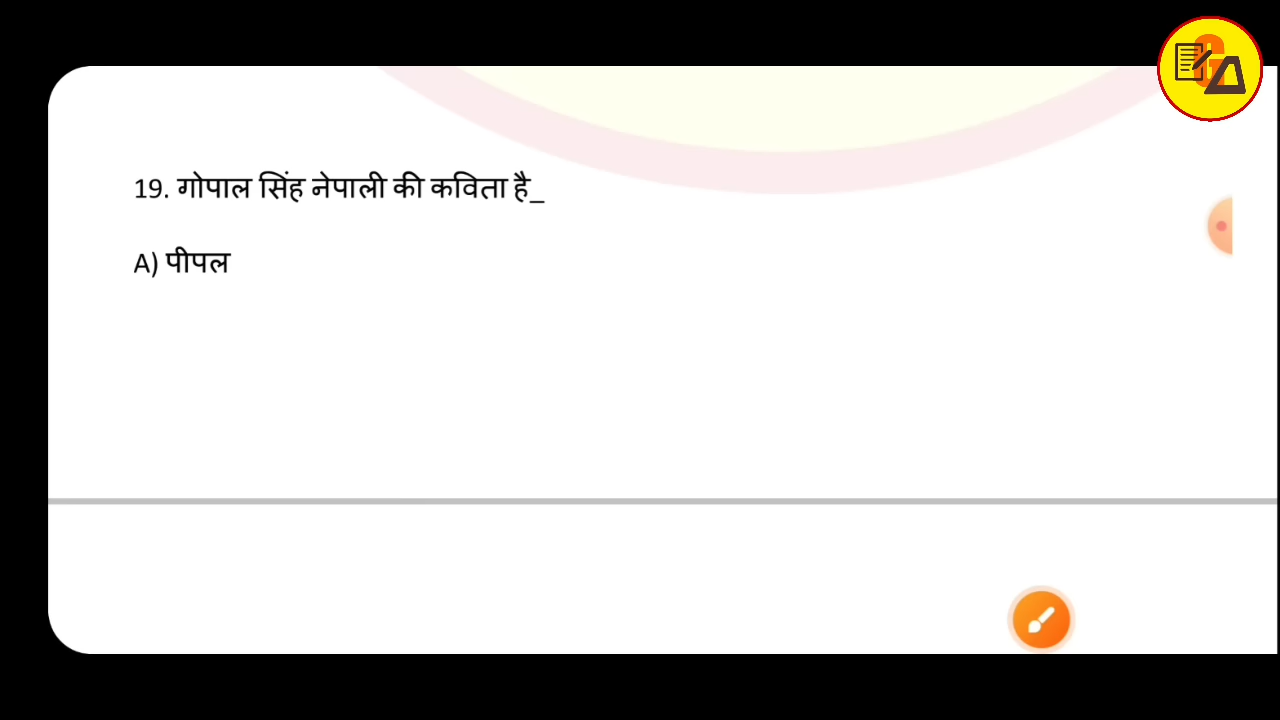 19. गोपाल सिंह नेपाली की कविता है_
A) पीपल